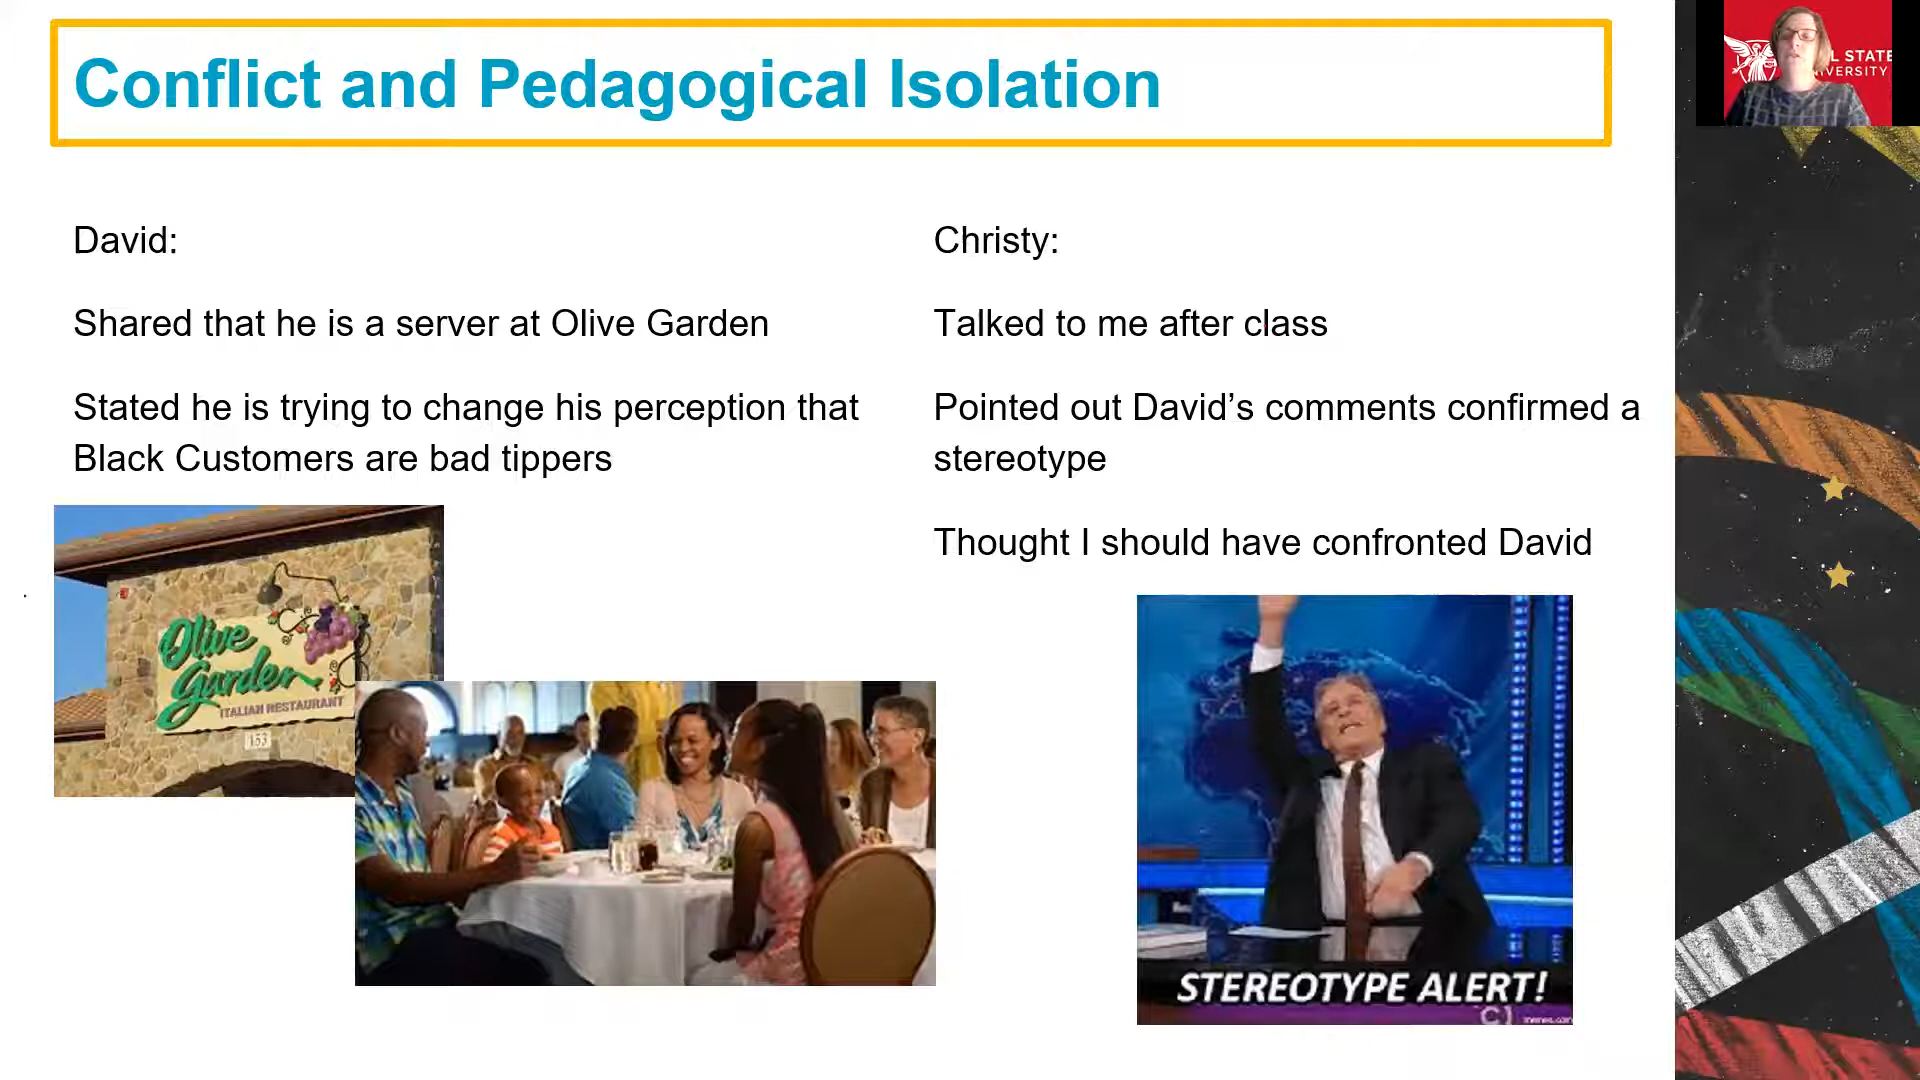 Conflict and Pedagogical Isolation
L STATE
IVERSITY
David:
Shared that he is a server at Olive Garden
Stated he is trying to change his perception that
Black Customers are bad tippers
Christy:
Talked to me after class
Pointed out David’s comments confirmed a
stereotype
Thought I should have confronted David
Olive
Garden
ITALIAN RESTAURANT
153
STEREOTYPE ALERT!